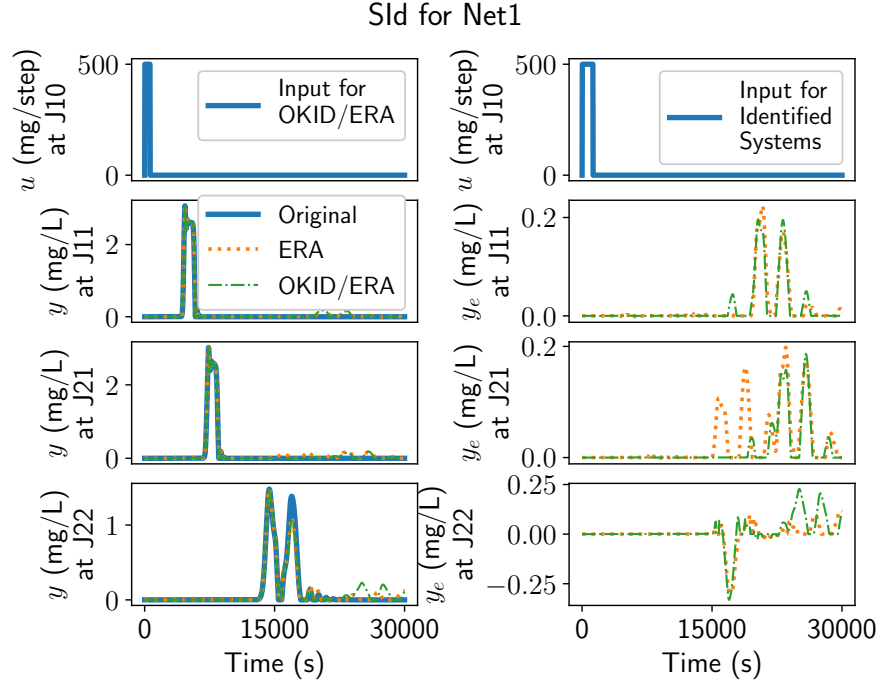 SId for Net1
u (mg/step)
at J10
500
0
Input for
OKID/ERA
u (mg/step)
at J10
500
0
Input for
Identified
Systems
y (mg/L)
at J11
2
0
Original
ERA
OKID/ERA
y_e (mg/L)
at J11
0.2
0.0
y (mg/L)
at J21
2
0
y_e (mg/L)
at J21
0.2
0.0
y (mg/L)
at J22
1
0
0 15000 30000
Time (s)
y_e (mg/L)
at J22
0.25
0.00
−0.25
0 15000 30000
Time (s)